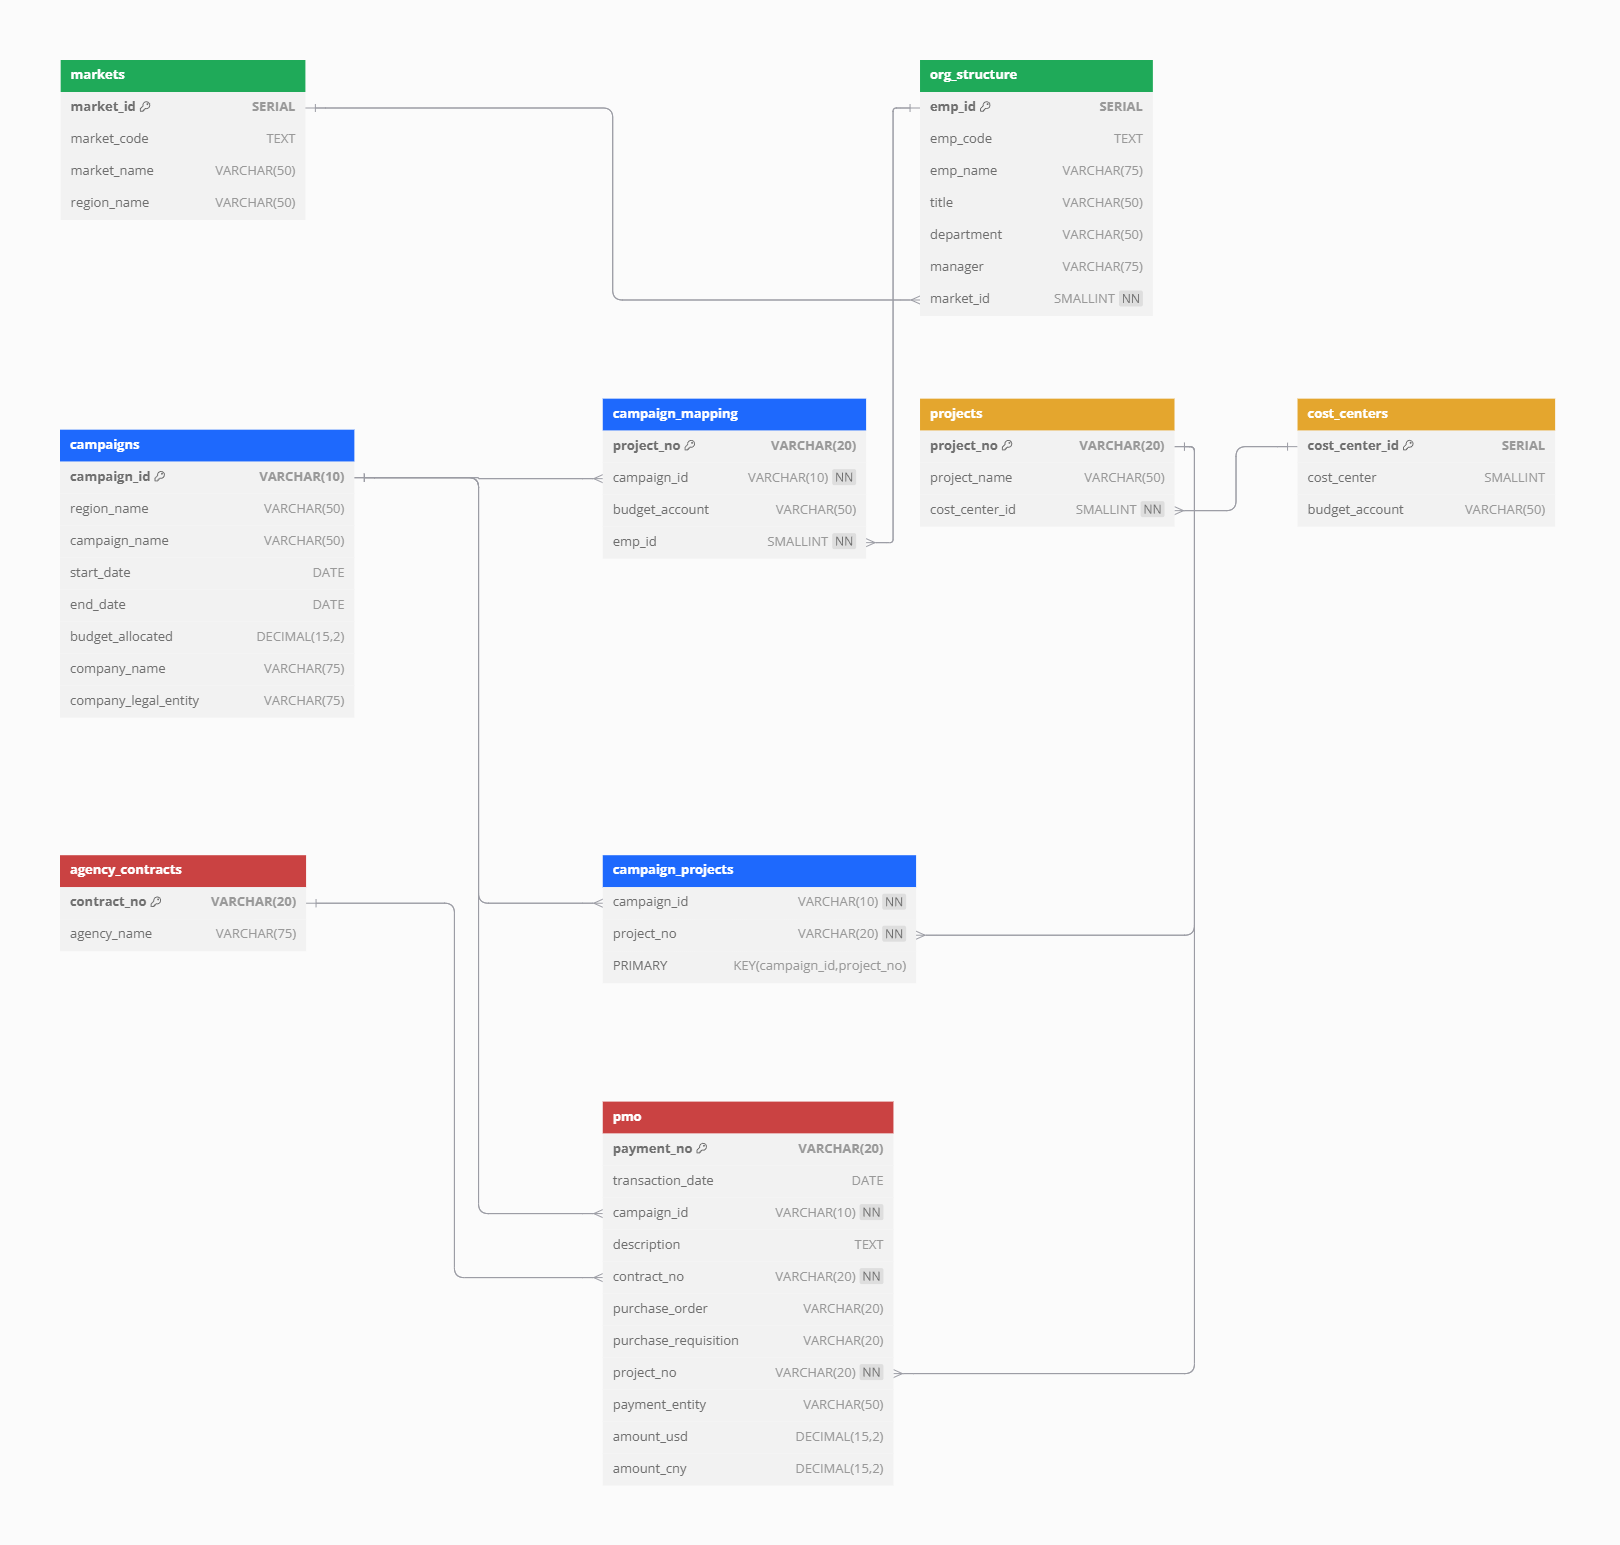 markets
market_id SERIAL
market_code TEXT
market_name VARCHAR(50)
region_name VARCHAR(50)
org_structure
emp_id SERIAL
emp_code TEXT
emp_name VARCHAR(75)
title VARCHAR(50)
department VARCHAR(50)
manager VARCHAR(75)
market_id SMALLINT NN
campaigns
campaign_id VARCHAR(10)
region_name VARCHAR(50)
campaign_name VARCHAR(50)
start_date DATE
end_date DATE
budget_allocated DECIMAL(15,2)
company_name VARCHAR(75)
company_legal_entity VARCHAR(75)
campaign_mapping
project_no VARCHAR(20)
campaign_id VARCHAR(10) NN
budget_account VARCHAR(50)
emp_id SMALLINT NN
projects
project_no VARCHAR(20)
project_name VARCHAR(50)
cost_center_id SMALLINT NN
cost_centers
cost_center_id SERIAL
cost_center SMALLINT
budget_account VARCHAR(50)
agency_contracts
contract_no VARCHAR(20)
agency_name VARCHAR(75)
campaign_projects
campaign_id VARCHAR(10) NN
project_no VARCHAR(20) NN
PRIMARY KEY(campaign_id,project_no)
pmo
payment_no VARCHAR(20)
transaction_date DATE
campaign_id VARCHAR(10) NN
description TEXT
contract_no VARCHAR(20) NN
purchase_order VARCHAR(20)
purchase_requisition VARCHAR(20)
project_no VARCHAR(20) NN
payment_entity VARCHAR(50)
amount_usd DECIMAL(15,2)
amount_cny DECIMAL(15,2)